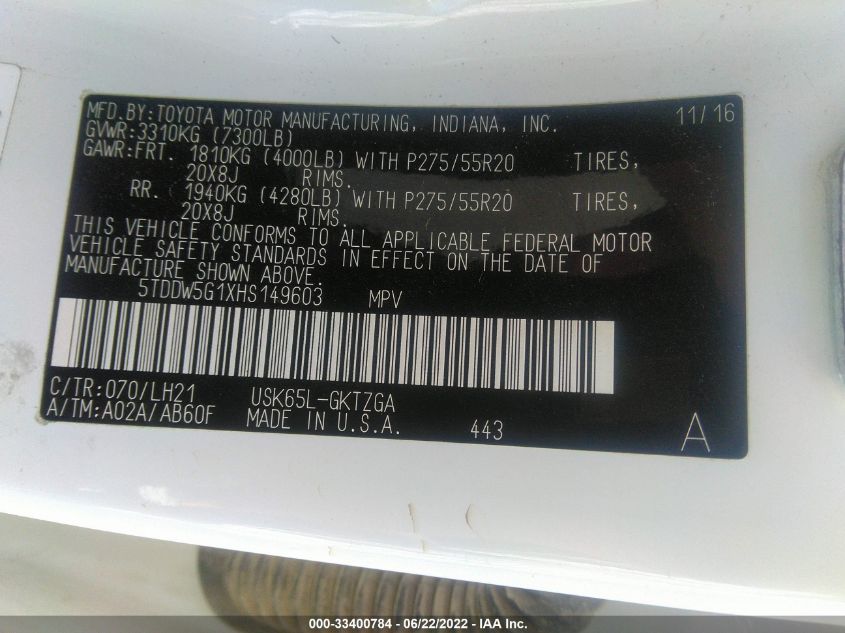 MFD.BY:TOYOTA MOTOR MANUFACTURING, INDIANA, INC. 11/16
GVWR:3310KG (7300LB)
GAWR:FRT. 1810KG (4000LB) WITH P275/55R20 TIRES,
20X8J RIMS.
RR. 1940KG (4280LB) WITH P275/55R20 TIRES,
20X8J RIMS.
THIS VEHICLE CONFORMS TO ALL APPLICABLE FEDERAL MOTOR
VEHICLE SAFETY STANDARDS IN EFFECT ON THE DATE OF
MANUFACTURE SHOWN ABOVE.
5TDDW5G1XHS149603 MPV
C/TR:070/LH21 USK65L-GKTZGA
A/TM:A02A/AB60F MADE IN U.S.A. 443 A
000-33400784 - 06/22/2022 - IAA Inc.